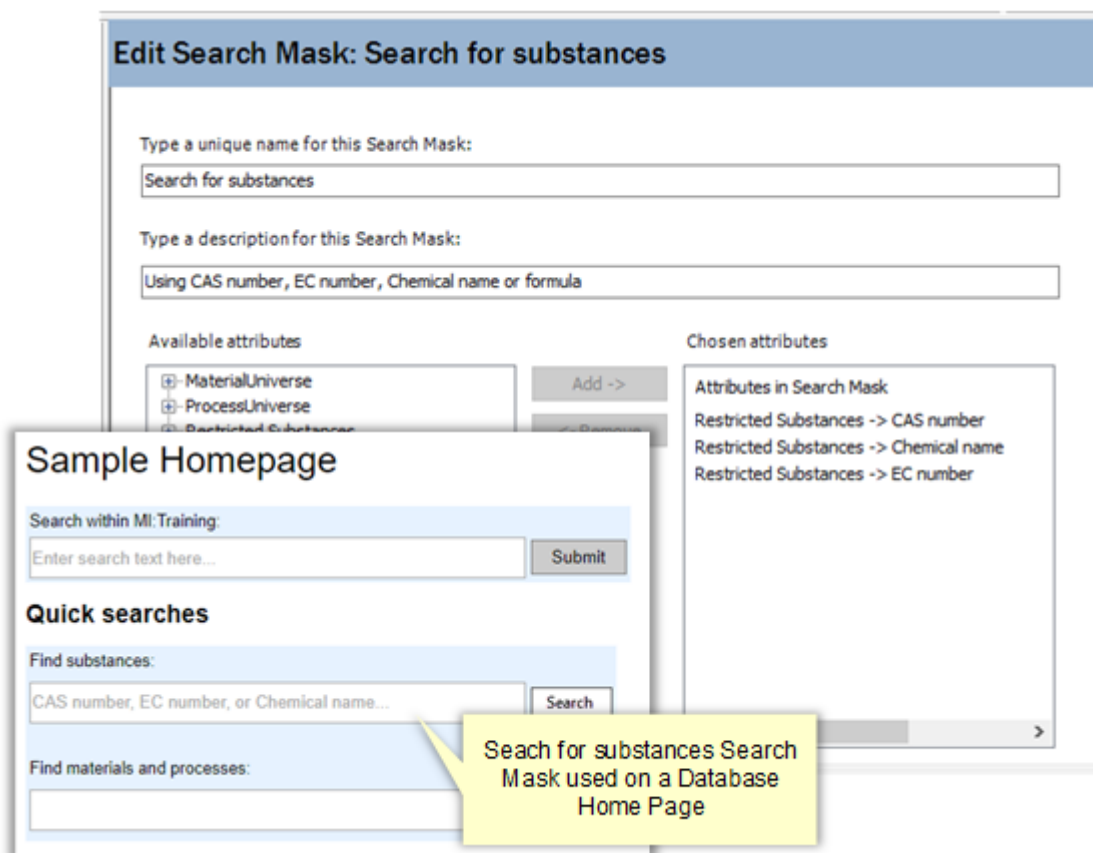 Edit Search Mask: Search for substances
Type a unique name for this Search Mask:
Search for substances
Type a description for this Search Mask:
Using CAS number, EC number, Chemical name or formula
Available attributes
MaterialUniverse
ProcessUniverse
Restricted Substances
Add ->
<- Remove
Chosen attributes
Attributes in Search Mask
Restricted Substances -> CAS number
Restricted Substances -> Chemical name
Restricted Substances -> EC number
Sample Homepage
Search within MI:Training:
Enter search text here...
Submit
Quick searches
Find substances:
CAS number, EC number, or Chemical name...
Search
Find materials and processes:
Seach for substances Search
Mask used on a Database
Home Page